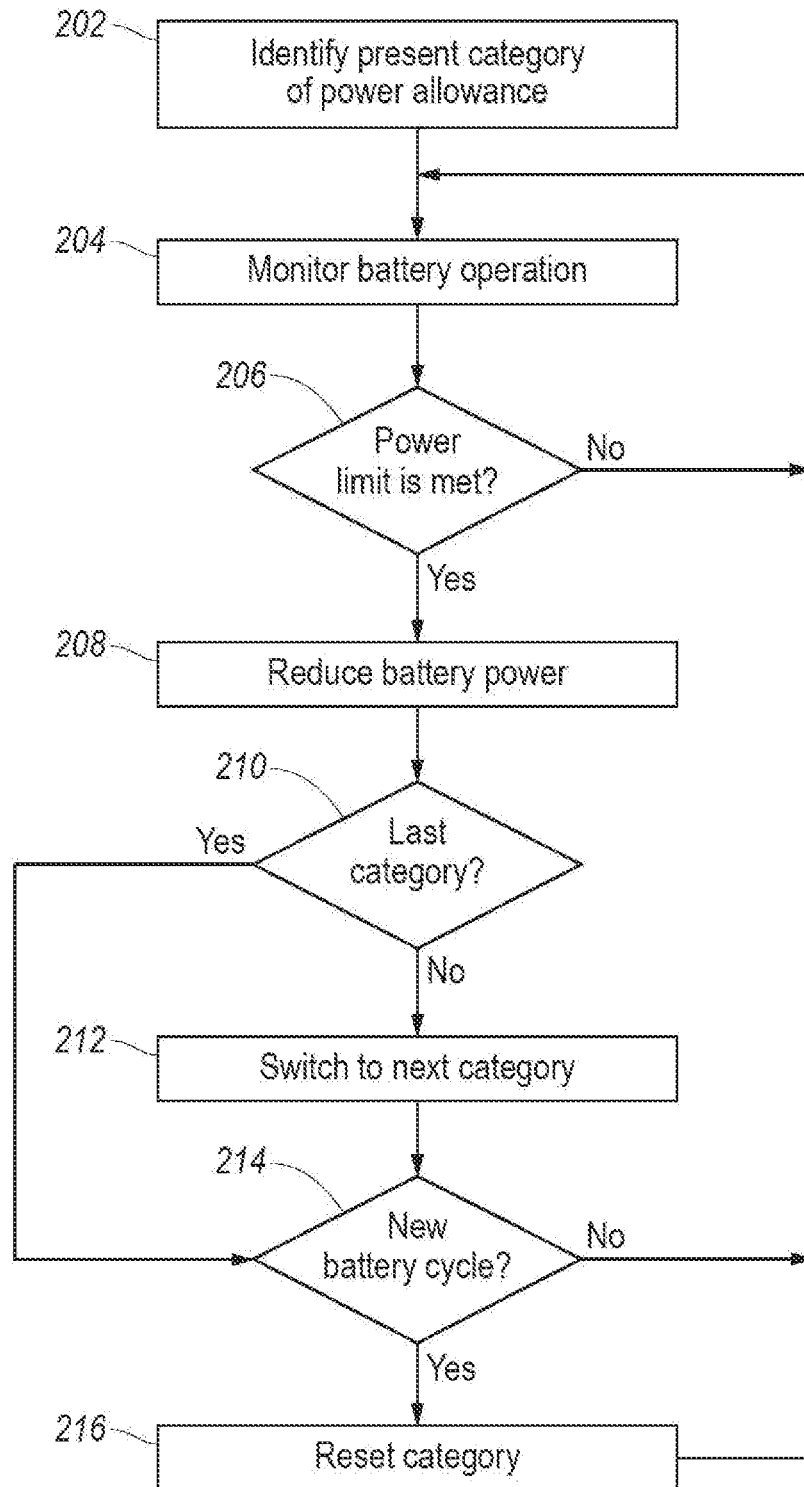 202
Identify present category
of power allowance
204
Monitor battery operation
206
Power
limit is met?
No
Yes
208
Reduce battery power
210
Yes
Last
category?
No
212
Switch to next category
214
New
battery cycle?
No
Yes
216
Reset category